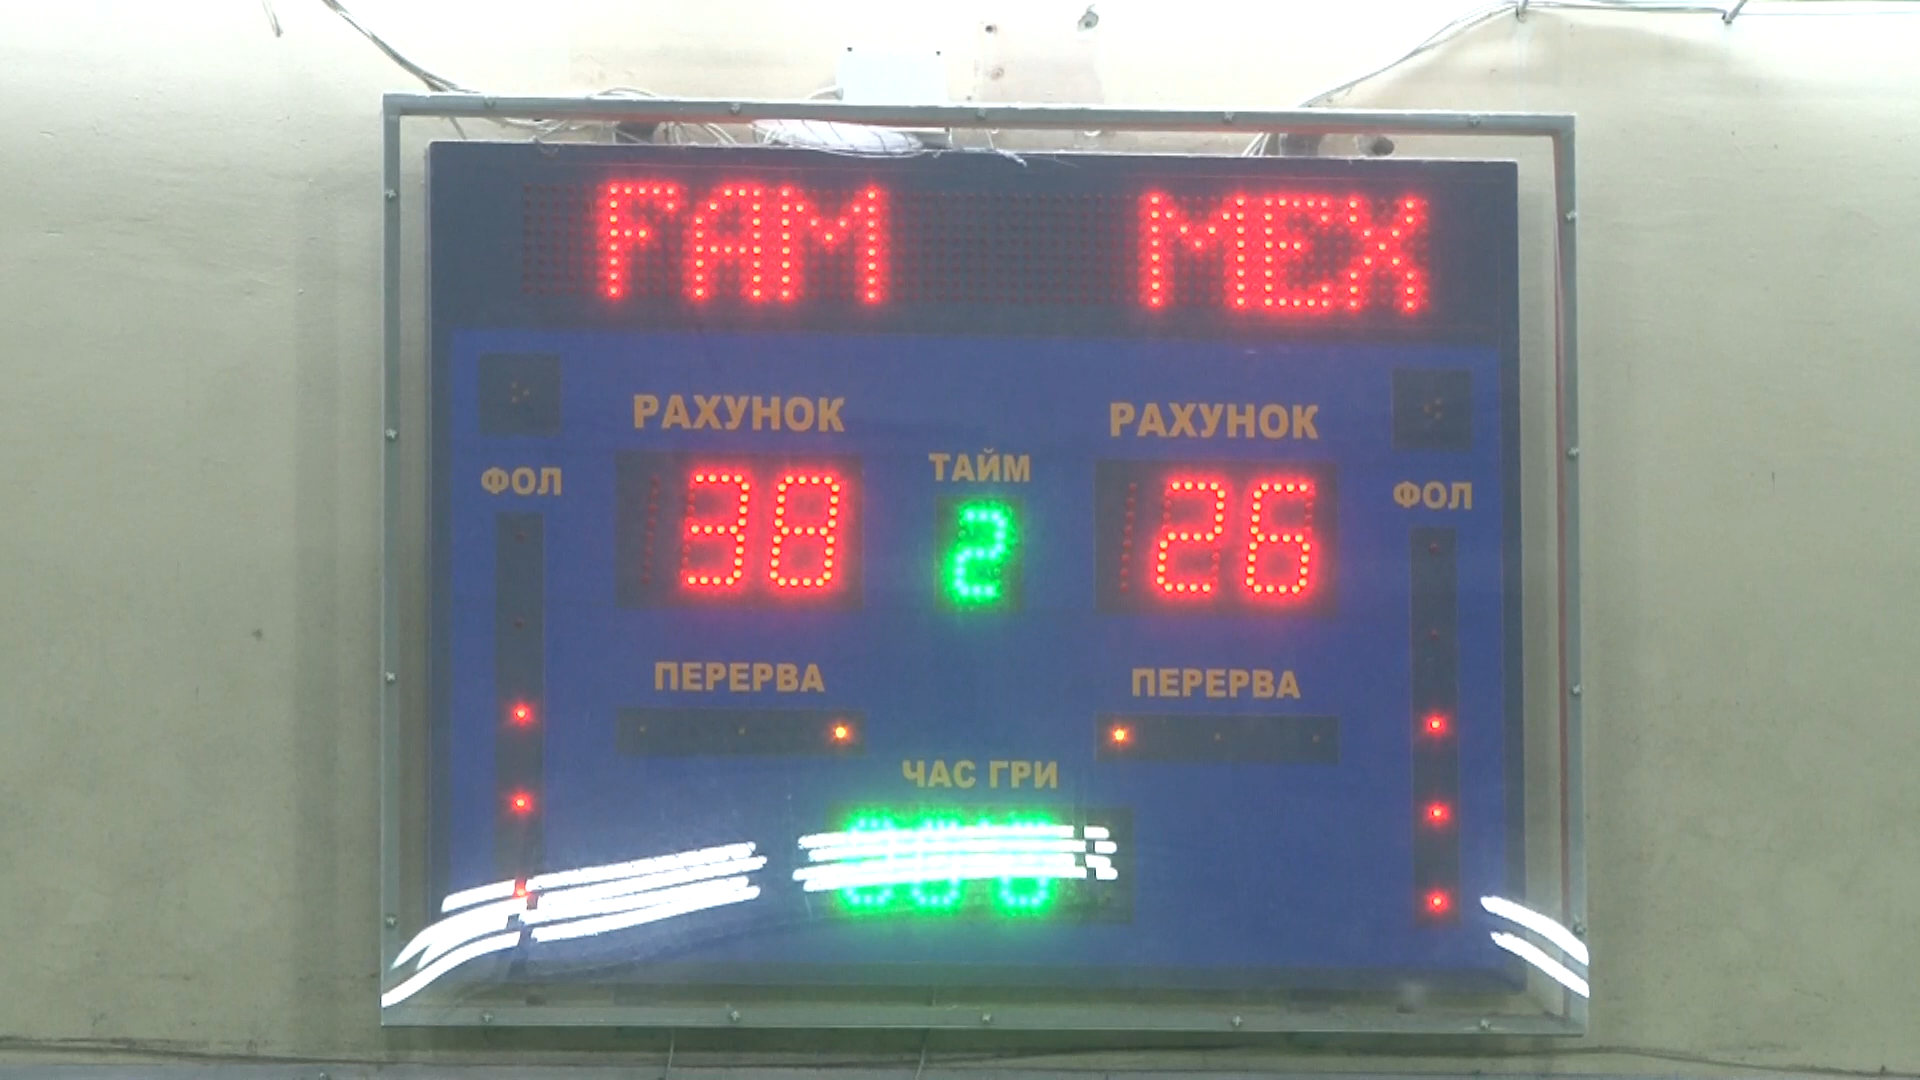 FAM MEX
РАХУНОК РАХУНОК
ФОЛ ТАЙМ ФОЛ
38 2 26
ПЕРЕРВА ПЕРЕРВА
ЧАС ГРИ